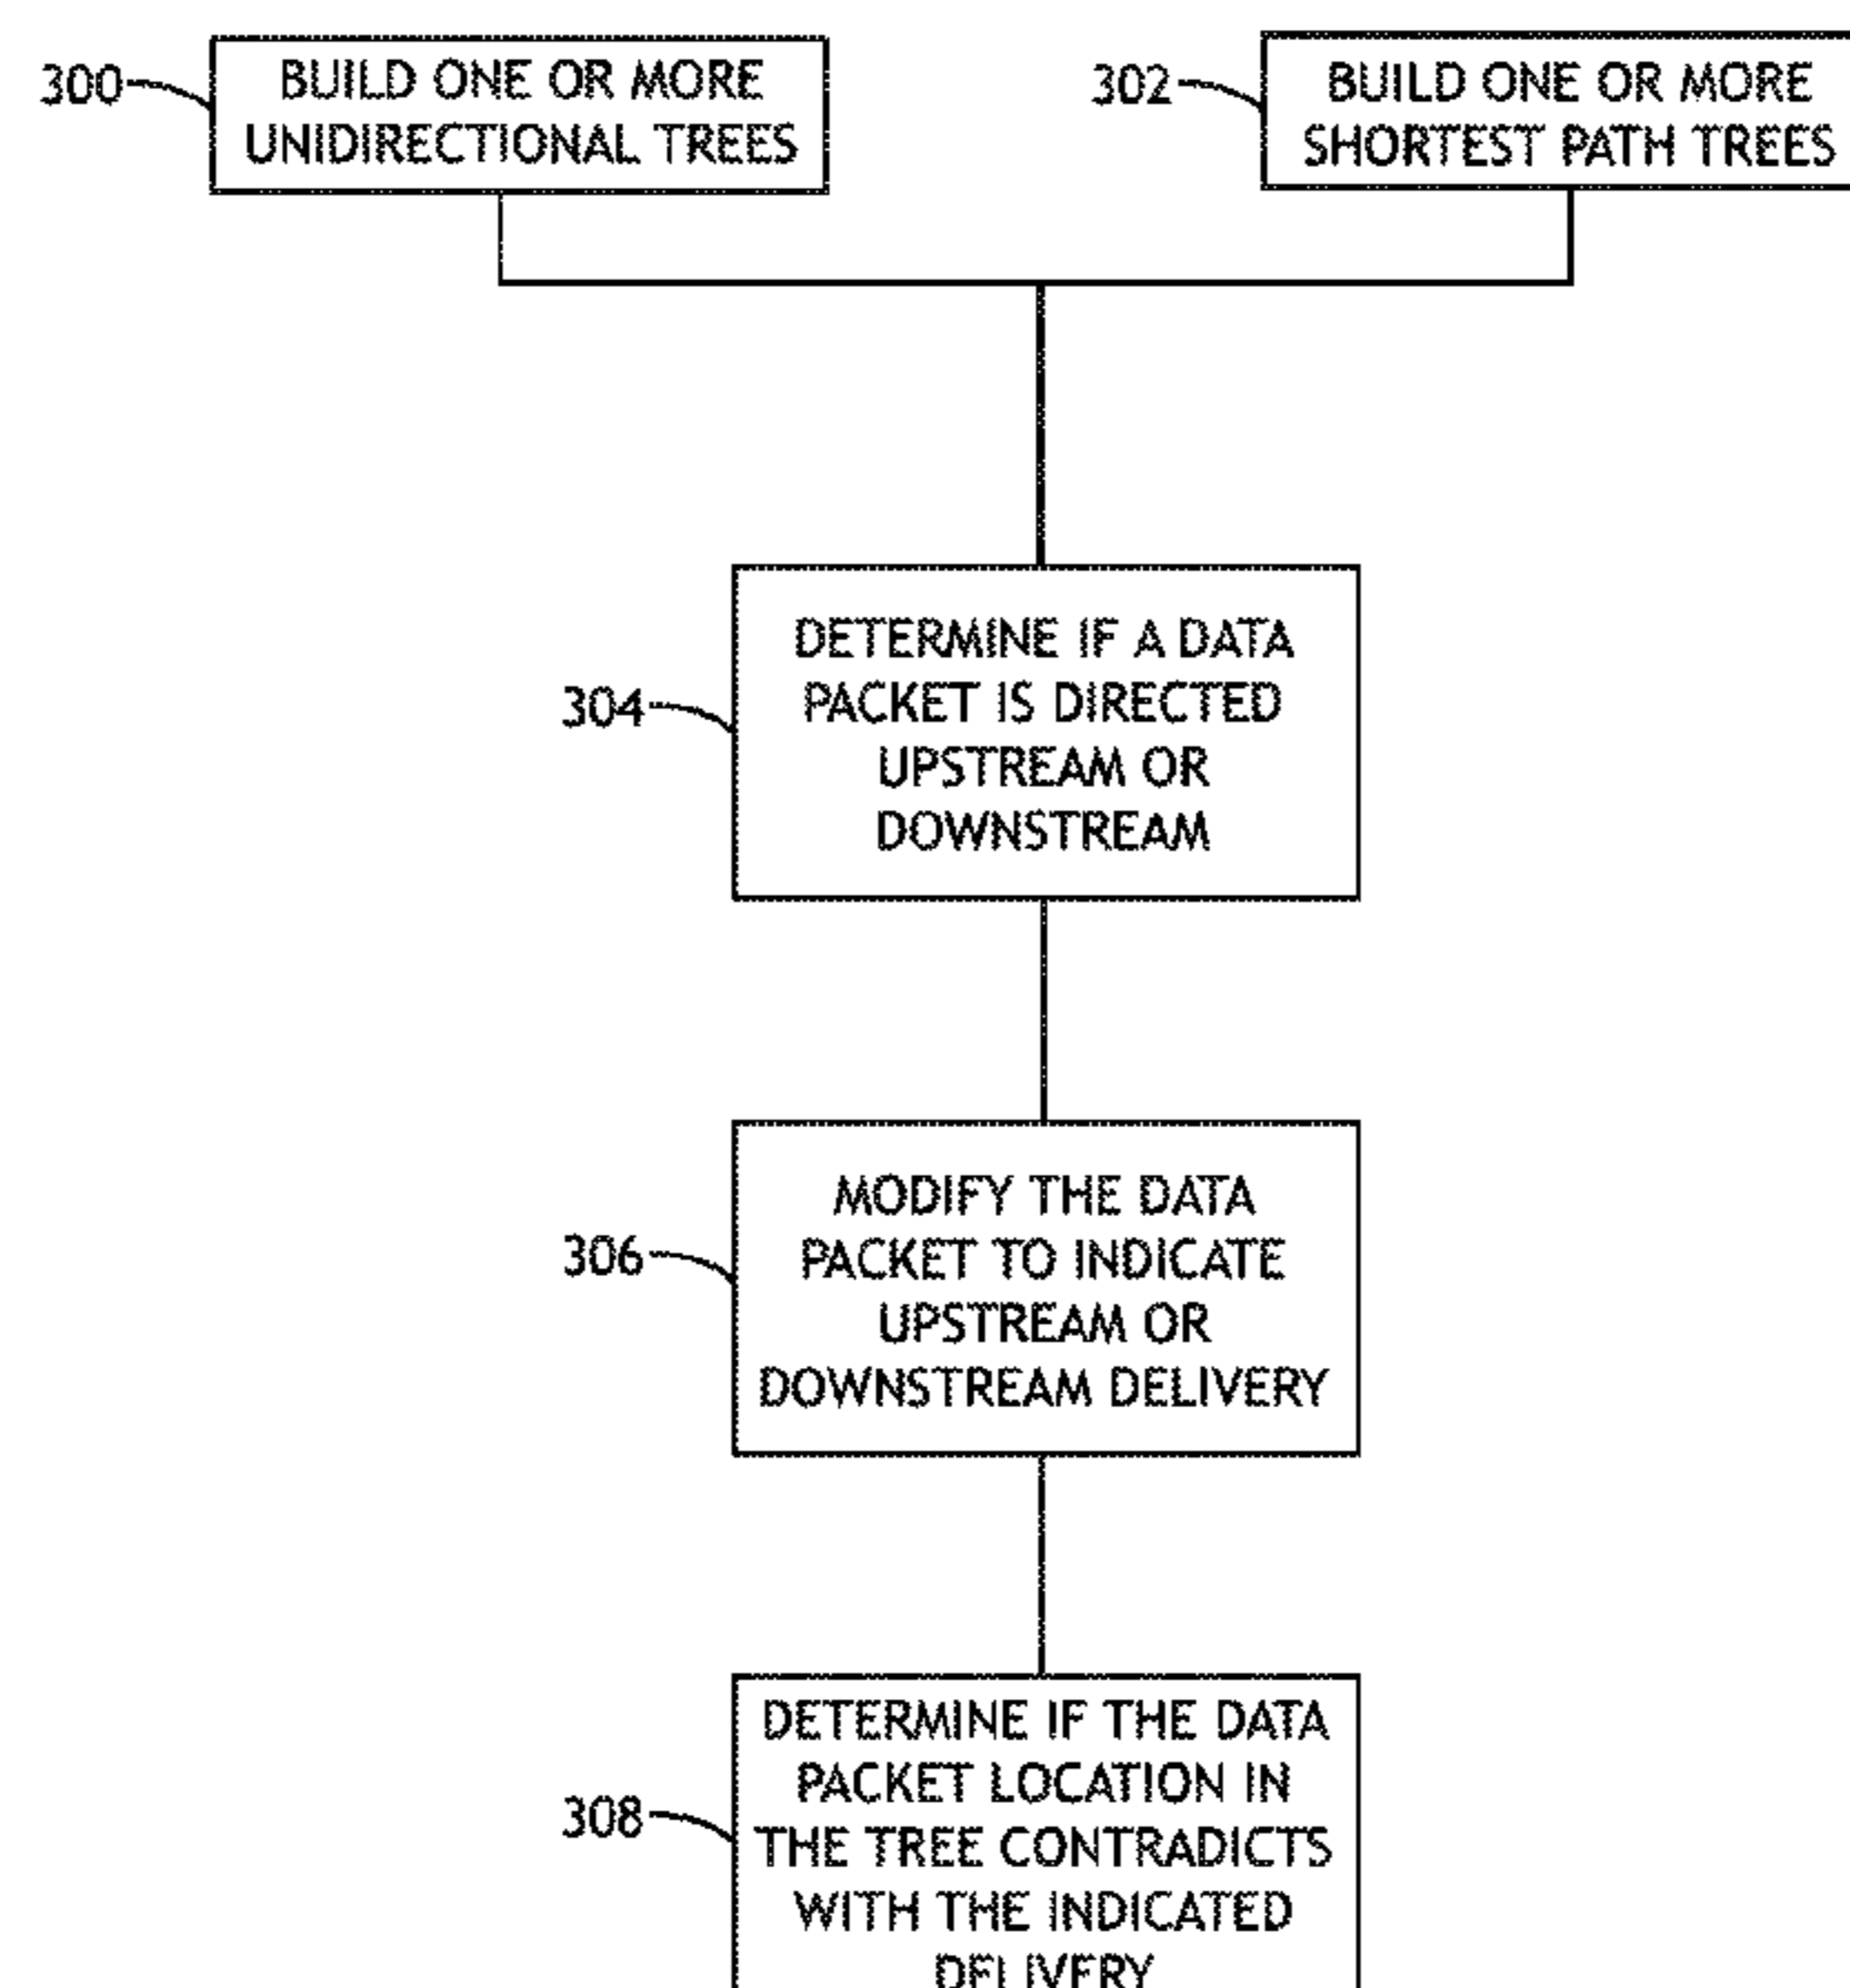 300
BUILD ONE OR MORE
UNIDIRECTIONAL TREES
302
BUILD ONE OR MORE
SHORTEST PATH TREES
304
DETERMINE IF A DATA
PACKET IS DIRECTED
UPSTREAM OR
DOWNSTREAM
306
MODIFY THE DATA
PACKET TO INDICATE
UPSTREAM OR
DOWNSTREAM DELIVERY
308
DETERMINE IF THE DATA
PACKET LOCATION IN
THE TREE CONTRADICTS
WITH THE INDICATED
DELIVERY